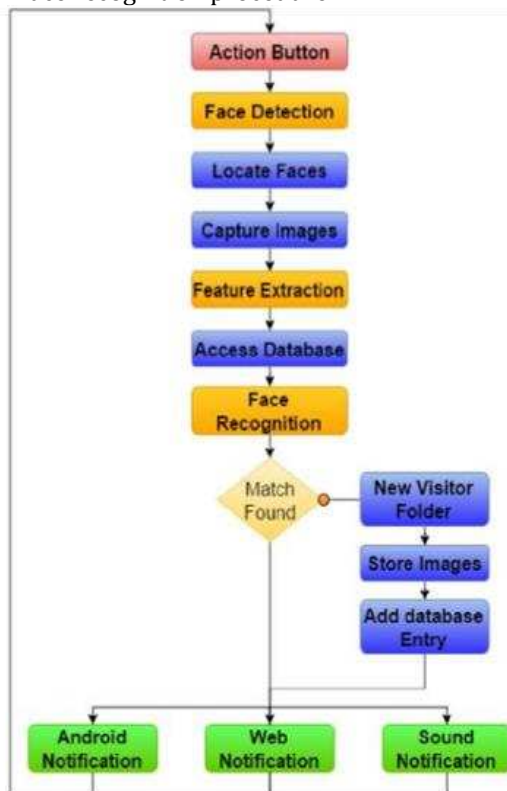 Action Button
Face Detection
Locate Faces
Capture Images
Feature Extraction
Access Database
Face
Recognition
Match
Found
New Visitor
Folder
Store Images
Add database
Entry
Android
Notification
Web
Notification
Sound
Notification